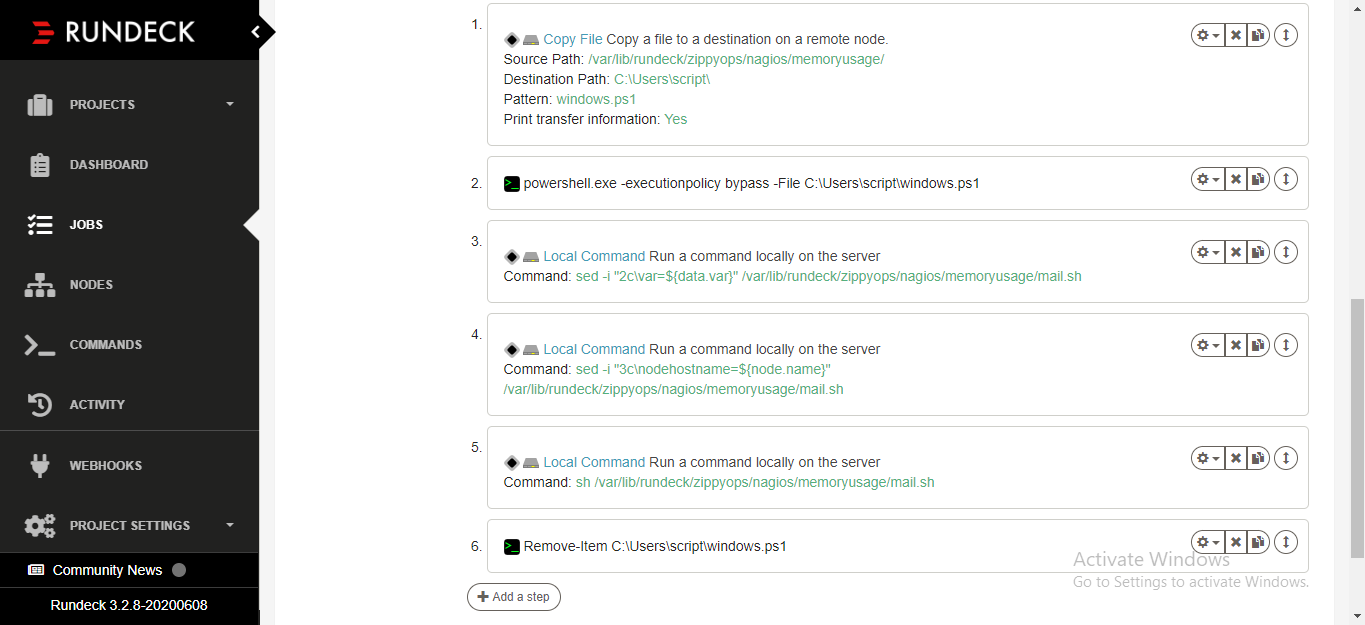 RUNDECK
PROJECTS
DASHBOARD
JOBS
NODES
COMMANDS
ACTIVITY
WEBHOOKS
PROJECT SETTINGS
Community News
Rundeck 3.2.8-20200608
1.
Copy File Copy a file to a destination on a remote node.
Source Path: /var/lib/rundeck/zippyops/nagios/memoryusage/
Destination Path: C:\Users\script\
Pattern: windows.ps1
Print transfer information: Yes
2.
powershell.exe -executionpolicy bypass -File C:\Users\script\windows.ps1
3.
Local Command Run a command locally on the server
Command: sed -i "2c\var=${data.var}" /var/lib/rundeck/zippyops/nagios/memoryusage/mail.sh
4.
Local Command Run a command locally on the server
Command: sed -i "3c\nodehostname=${node.name}"
/var/lib/rundeck/zippyops/nagios/memoryusage/mail.sh
5.
Local Command Run a command locally on the server
Command: sh /var/lib/rundeck/zippyops/nagios/memoryusage/mail.sh
6.
Remove-Item C:\Users\script\windows.ps1
Add a step
Activate Windows
Go to Settings to activate Windows.